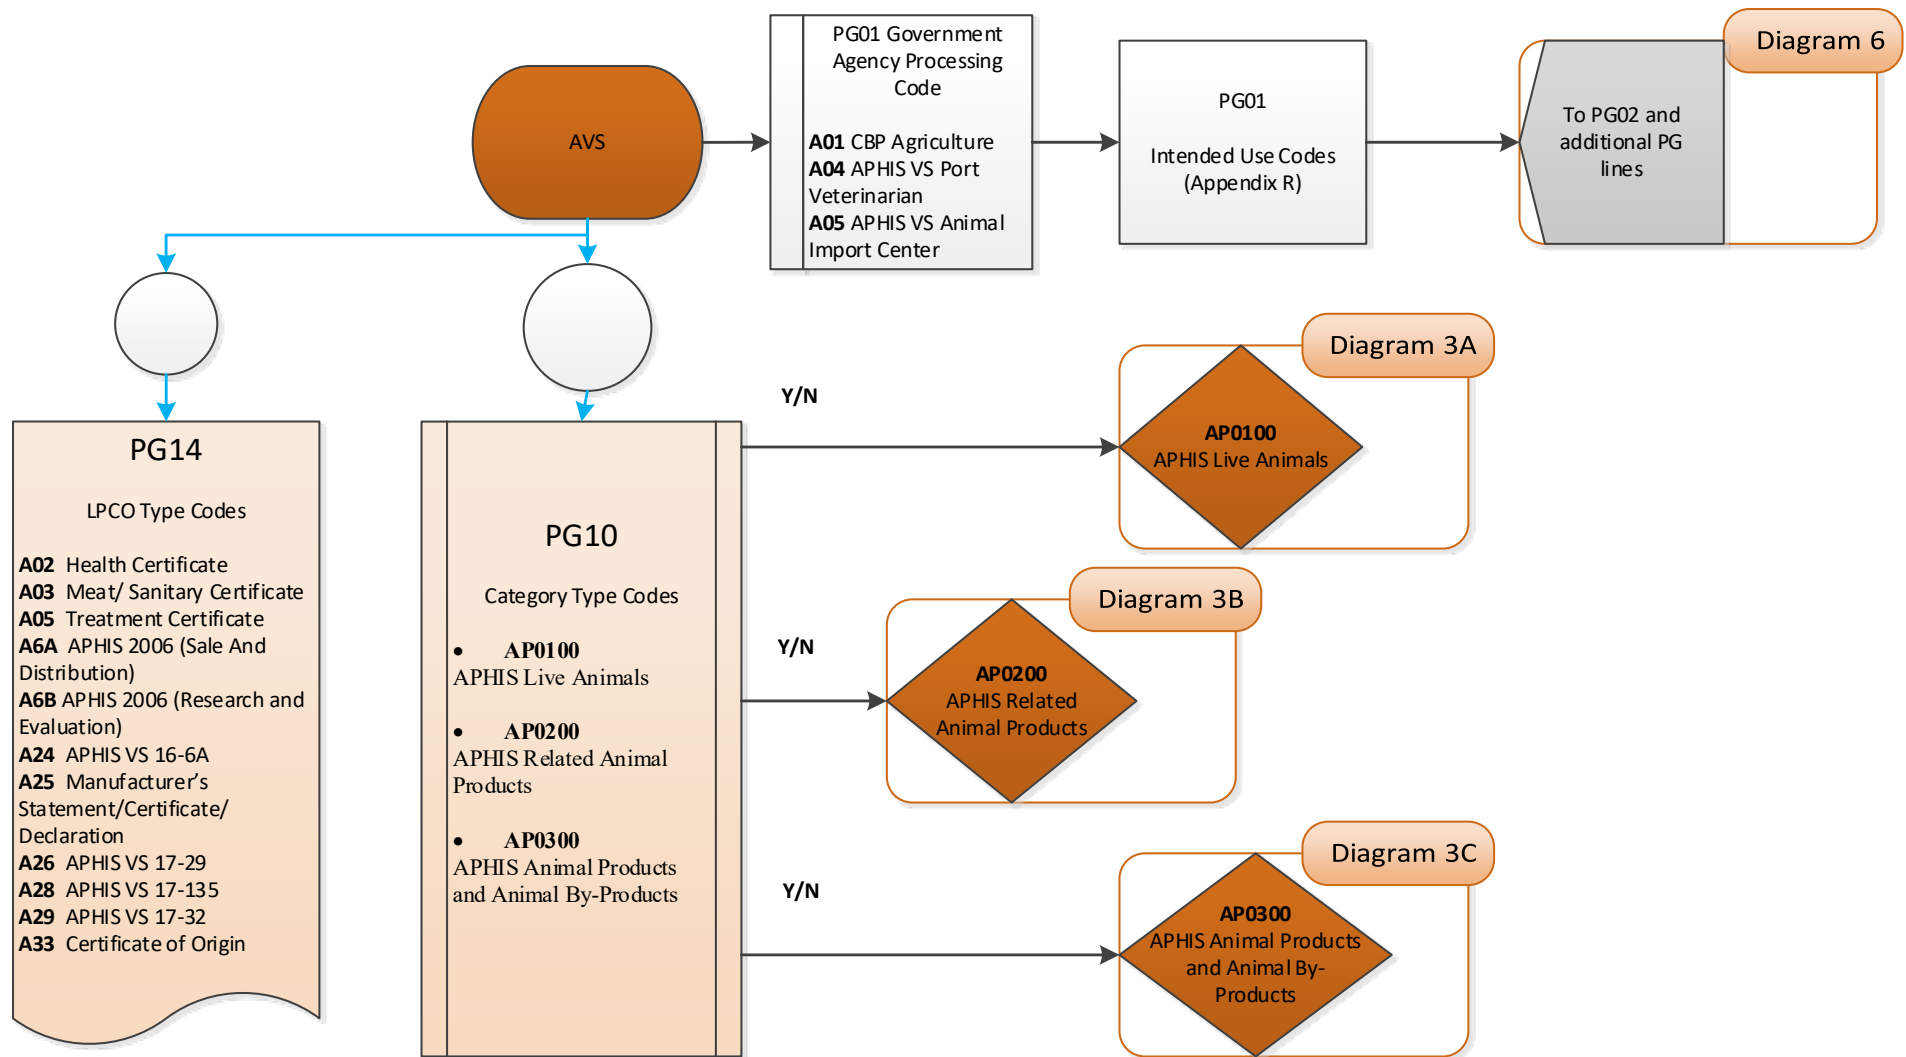 AVS
PG01 Government
Agency Processing
Code
A01 CBP Agriculture
A04 APHIS VS Port
Veterinarian
A05 APHIS VS Animal
Import Center
PG01
Intended Use Codes
(Appendix R)
Diagram 6
To PG02 and
additional PG
lines
PG14
LPCO Type Codes
A02 Health Certificate
A03 Meat/ Sanitary Certificate
A05 Treatment Certificate
A6A APHIS 2006 (Sale And
Distribution)
A6B APHIS 2006 (Research and
Evaluation)
A24 APHIS VS 16-6A
A25 Manufacturer’s
Statement/Certificate/
Declaration
A26 APHIS VS 17-29
A28 APHIS VS 17-135
A29 APHIS VS 17-32
A33 Certificate of Origin
PG10
Category Type Codes
• AP0100
APHIS Live Animals
• AP0200
APHIS Related Animal
Products
• AP0300
APHIS Animal Products
and Animal By-Products
Y/N
Diagram 3A
AP0100
APHIS Live Animals
Y/N
Diagram 3B
AP0200
APHIS Related
Animal Products
Y/N
Diagram 3C
AP0300
APHIS Animal Products
and Animal By-
Products